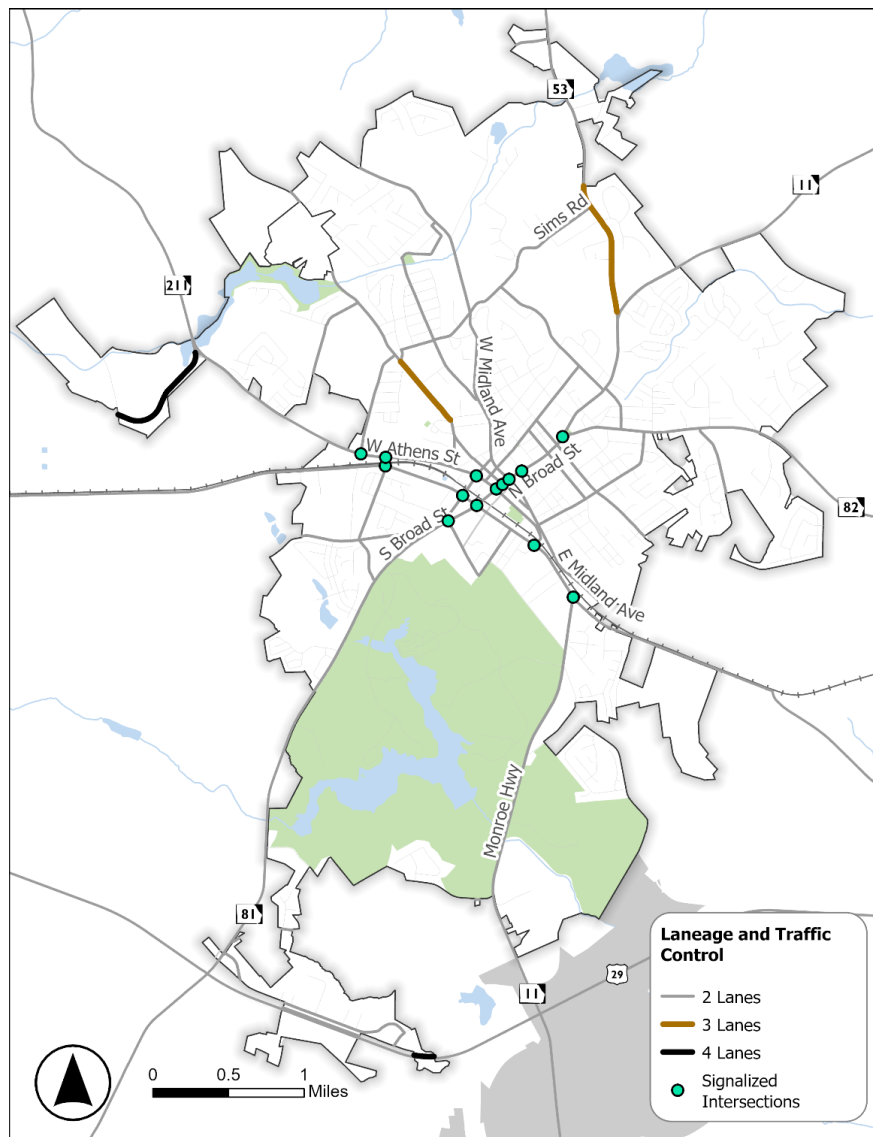 53
11
Sims Rd
211
W Midland Ave
W Athens St
N Broad St
82
S Broad St
E Midland Ave
Monroe Hwy
81
29
11
Laneage and Traffic
Control
2 Lanes
3 Lanes
4 Lanes
Signalized
Intersections
0 0.5 1
Miles